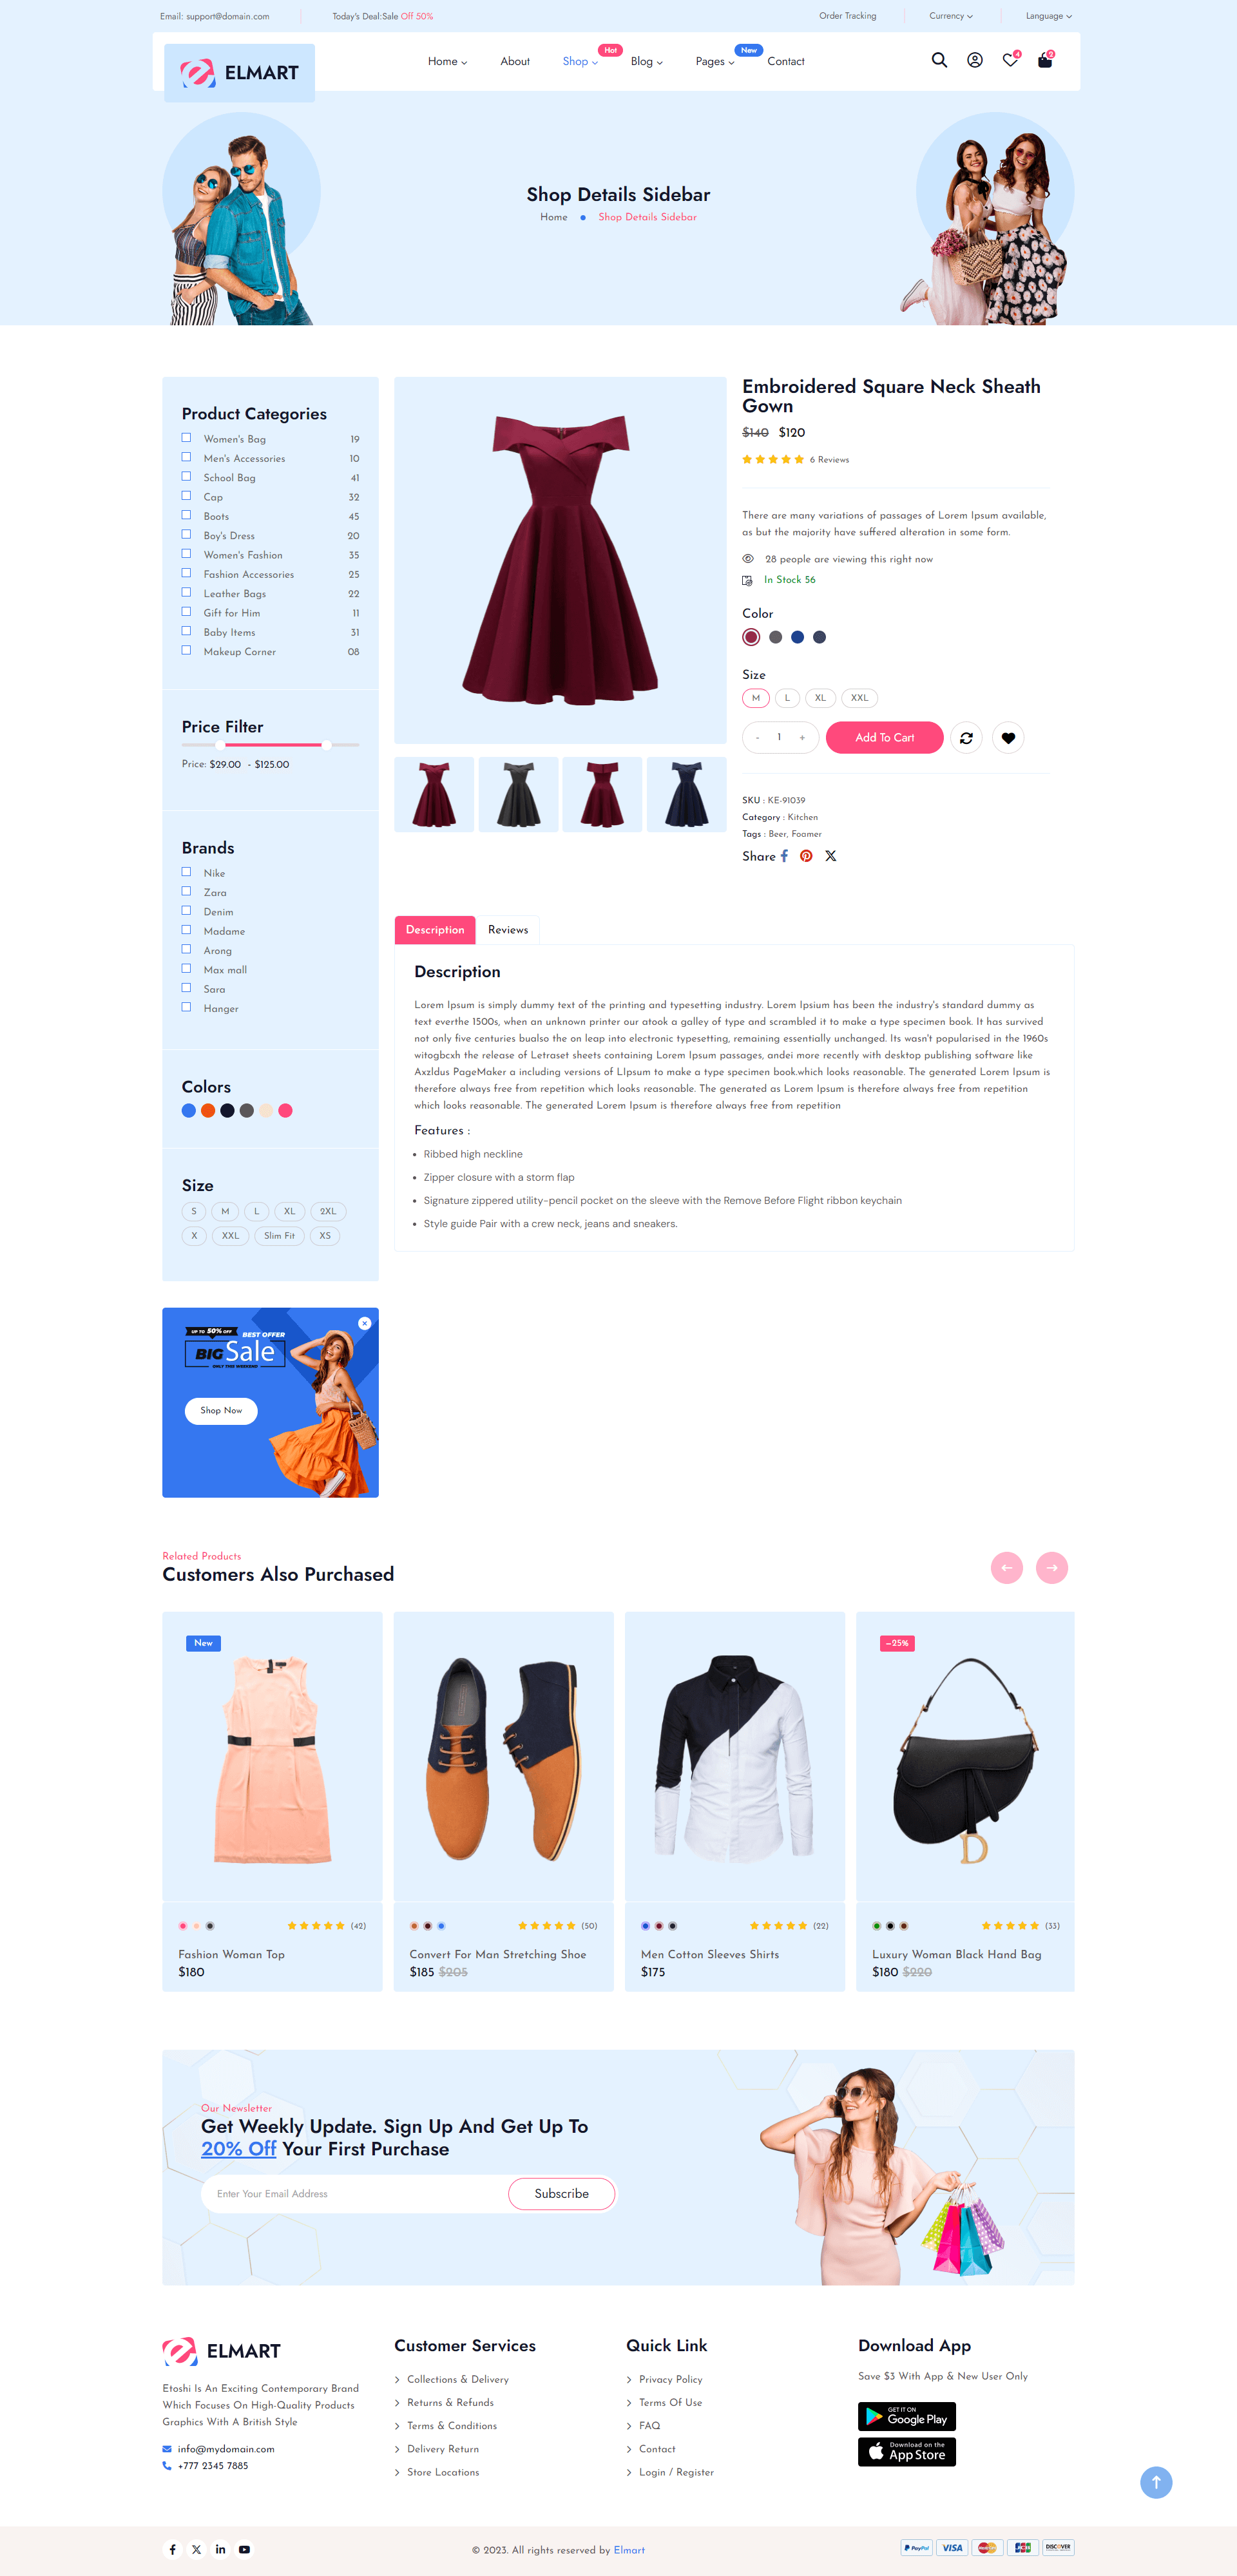 Email: support@domain.com
Today's Deal:Sale Off 50%
Order Tracking
Currency
Language
ELMART
Home
About
Shop
Hot
Blog
Pages
New
Contact
4
2
Shop Details Sidebar
Home
Shop Details Sidebar
Product Categories
Women's Bag 19
Men's Accessories 10
School Bag 41
Cap 32
Boots 45
Boy's Dress 20
Women's Fashion 35
Fashion Accessories 25
Leather Bags 22
Gift for Him 11
Baby Items 31
Makeup Corner 08
Price Filter
Price: $29.00 - $125.00
Brands
Nike
Zara
Denim
Madame
Arong
Max mall
Sara
Hanger
Colors
Size
S M L XL 2XL
X XXL Slim Fit XS
UP TO 50% OFF
BEST OFFER
BIG Sale
ONLY THIS WEEKEND
Shop Now
Embroidered Square Neck Sheath
Gown
$140 $120
6 Reviews
There are many variations of passages of Lorem Ipsum available,
as but the majority have suffered alteration in some form.
28 people are viewing this right now
In Stock 56
Color
Size
M L XL XXL
- 1 +
Add To Cart
SKU : KE-91039
Category : Kitchen
Tags : Beer, Foamer
Share
Description
Reviews
Description
Lorem Ipsum is simply dummy text of the printing and typesetting industry. Lorem Ipsium has been the industry's standard dummy as
text everthe 1500s, when an unknown printer our atook a galley of type and scrambled it to make a type specimen book. It has survived
not only five centuries bualso the on leap into electronic typesetting, remaining essentially unchanged. Its wasn't popularised in the 1960s
witogbcxh the release of Letraset sheets containing Lorem Ipsum passages, andei more recently with desktop publishing software like
Axzldus PageMaker a including versions of LIpsum to make a type specimen book.which looks reasonable. The generated Lorem Ipsum is
therefore always free from repetition which looks reasonable. The generated as Lorem Ipsum is therefore always free from repetition
which looks reasonable. The generated Lorem Ipsum is therefore always free from repetition
Features :
• Ribbed high neckline
• Zipper closure with a storm flap
• Signature zippered utility-pencil pocket on the sleeve with the Remove Before Flight ribbon keychain
• Style guide Pair with a crew neck, jeans and sneakers.
Related Products
Customers Also Purchased
New
(42)
Fashion Woman Top
$180
(50)
Convert For Man Stretching Shoe
$185 $205
(22)
Men Cotton Sleeves Shirts
$175
-25%
D
(33)
Luxury Woman Black Hand Bag
$180 $220
Our Newsletter
Get Weekly Update. Sign Up And Get Up To
20% Off Your First Purchase
Enter Your Email Address
Subscribe
ELMART
Etoshi Is An Exciting Contemporary Brand
Which Focuses On High-Quality Products
Graphics With A British Style
info@mydomain.com
+777 2345 7885
Customer Services
Collections & Delivery
Returns & Refunds
Terms & Conditions
Delivery Return
Store Locations
Quick Link
Privacy Policy
Terms Of Use
FAQ
Contact
Login / Register
Download App
Save $3 With App & New User Only
GET IT ON
Google Play
Download on the
App Store
© 2023. All rights reserved by Elmart
PayPal
VISA
MasterCard
JCB
DISCOVER